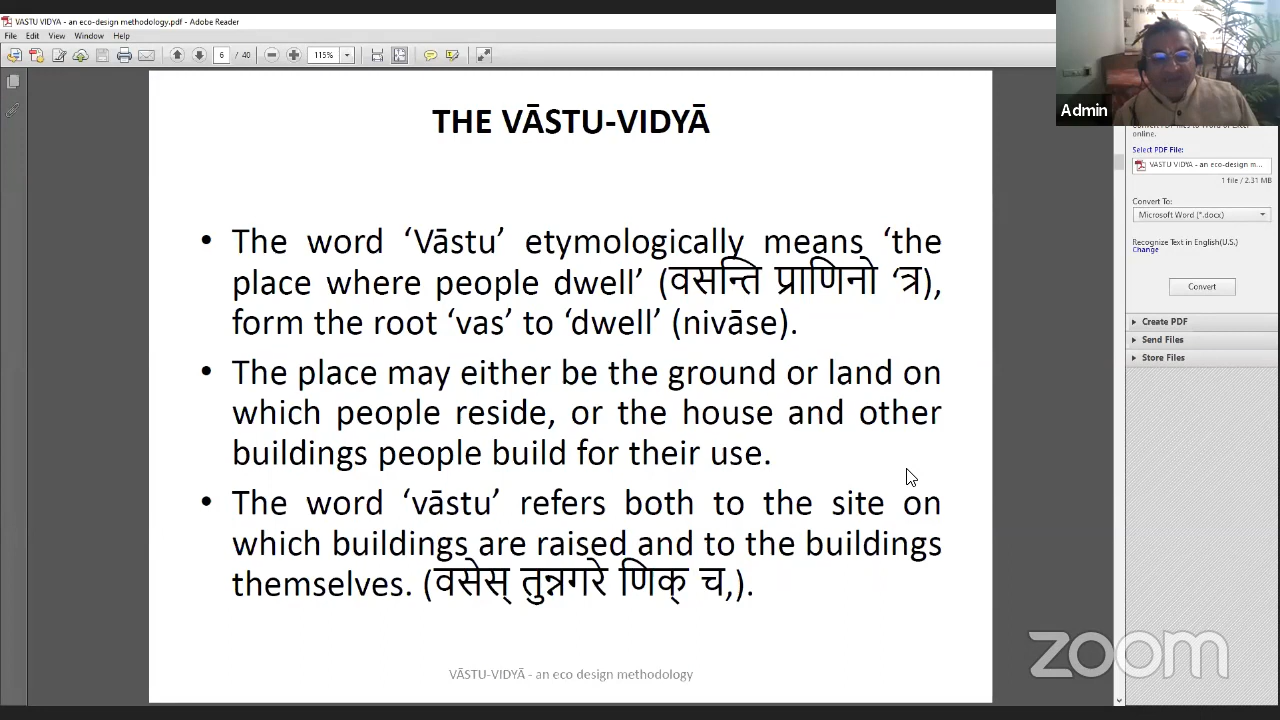 VASTU VIDYA - an eco-design methodology.pdf - Adobe Reader
File Edit View Window Help
6 / 40 115%
Admin
THE VĀSTU-VIDYĀ
• The word ‘Vāstu’ etymologically means ‘the
place where people dwell’ (वसन्ति प्राणिनो ‘त्र),
form the root ‘vas’ to ‘dwell’ (nivāse).
• The place may either be the ground or land on
which people reside, or the house and other
buildings people build for their use.
• The word ‘vāstu’ refers both to the site on
which buildings are raised and to the buildings
themselves. (वसेस् तुन्नगरे णिक् च,).
VĀSTU-VIDYĀ - an eco design methodology
online.
Select PDF File:
VASTU VIDYA - an eco-design m...
1 file / 2.31 MB
Convert To:
Microsoft Word (*.docx)
Recognize Text in English(U.S.)
Change
Convert
Create PDF
Send Files
Store Files
zoom